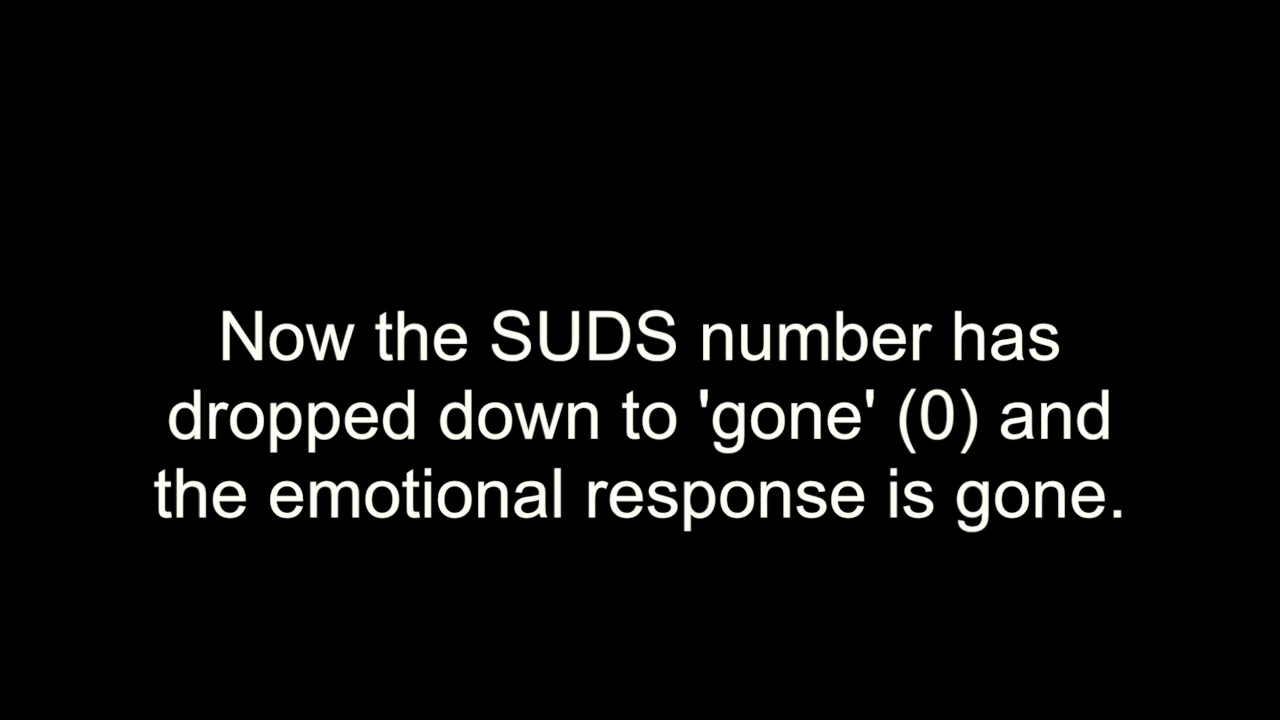 Now the SUDS number has
dropped down to 'gone' (0) and
the emotional response is gone.